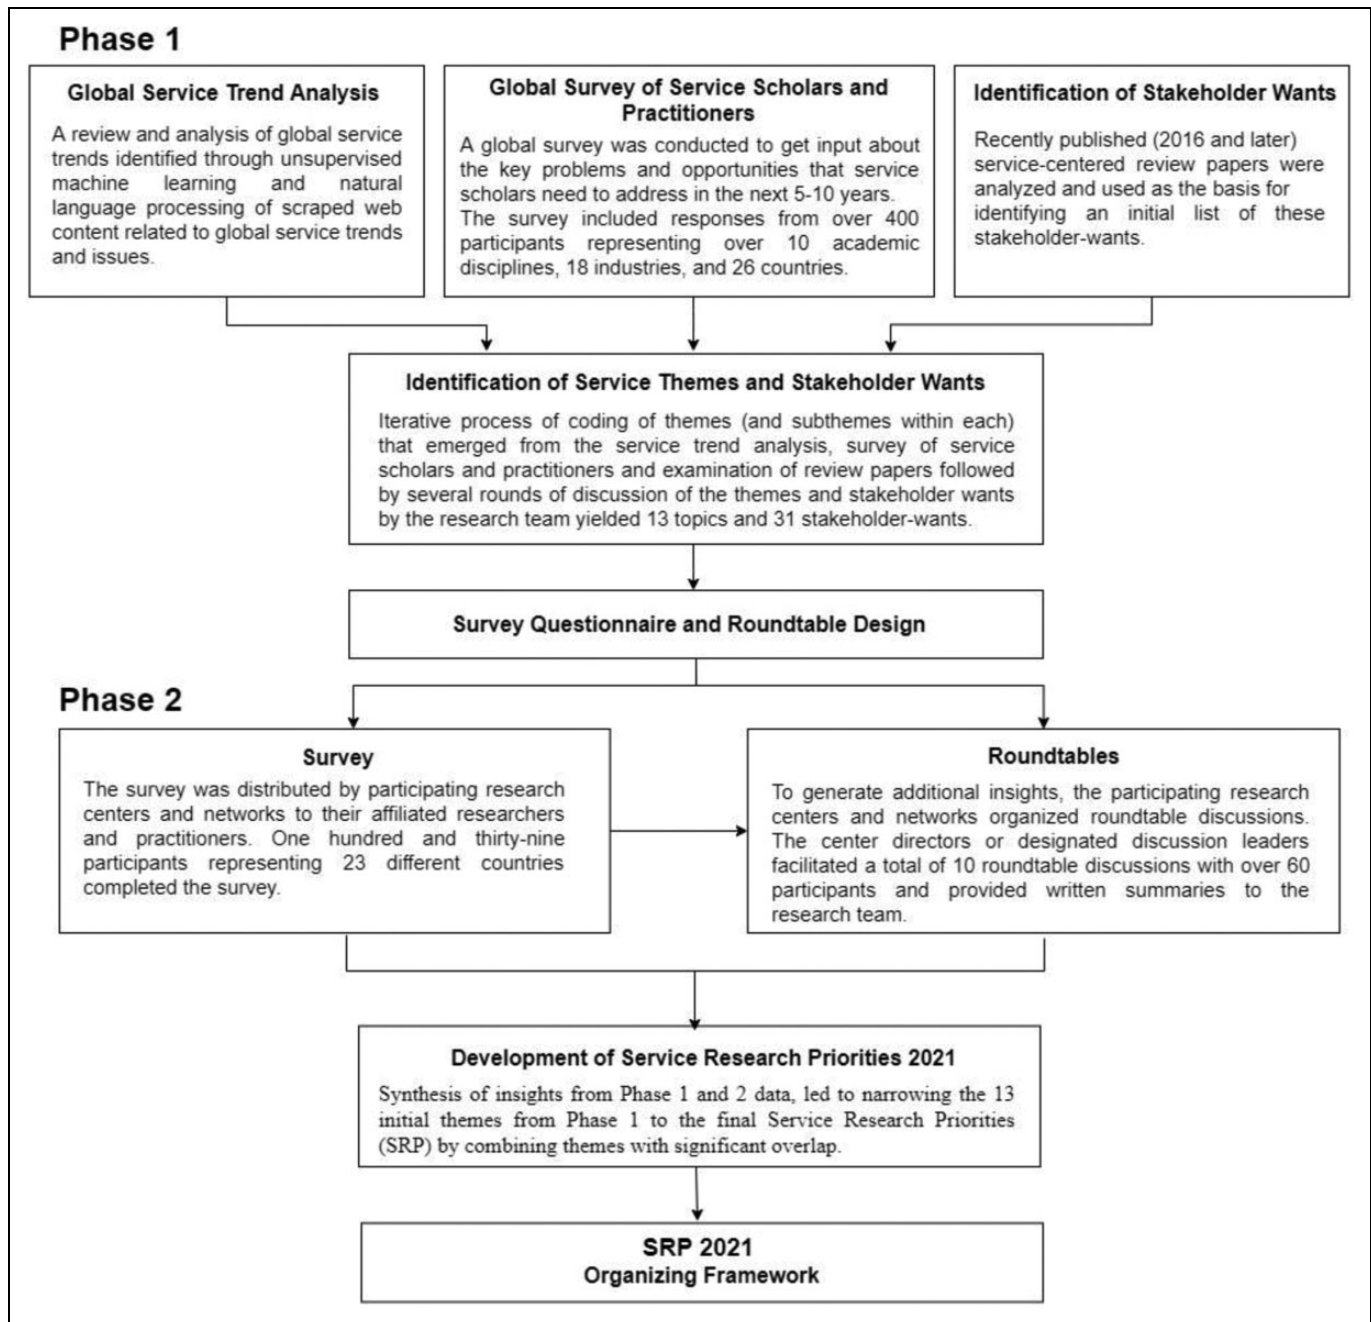 Phase 1
Global Service Trend Analysis
A review and analysis of global service
trends identified through unsupervised
machine learning and natural
language processing of scraped web
content related to global service trends
and issues.
Global Survey of Service Scholars and
Practitioners
A global survey was conducted to get input about
the key problems and opportunities that service
scholars need to address in the next 5-10 years.
The survey included responses from over 400
participants representing over 10 academic
disciplines, 18 industries, and 26 countries.
Identification of Stakeholder Wants
Recently published (2016 and later)
service-centered review papers were
analyzed and used as the basis for
identifying an initial list of these
stakeholder-wants.
Identification of Service Themes and Stakeholder Wants
Iterative process of coding of themes (and subthemes within each)
that emerged from the service trend analysis, survey of service
scholars and practitioners and examination of review papers followed
by several rounds of discussion of the themes and stakeholder wants
by the research team yielded 13 topics and 31 stakeholder-wants.
Survey Questionnaire and Roundtable Design
Phase 2
Survey
The survey was distributed by participating research
centers and networks to their affiliated researchers
and practitioners. One hundred and thirty-nine
participants representing 23 different countries
completed the survey.
Roundtables
To generate additional insights, the participating research
centers and networks organized roundtable discussions.
The center directors or designated discussion leaders
facilitated a total of 10 roundtable discussions with over 60
participants and provided written summaries to the
research team.
Development of Service Research Priorities 2021
Synthesis of insights from Phase 1 and 2 data, led to narrowing the 13
initial themes from Phase 1 to the final Service Research Priorities
(SRP) by combining themes with significant overlap.
SRP 2021
Organizing Framework